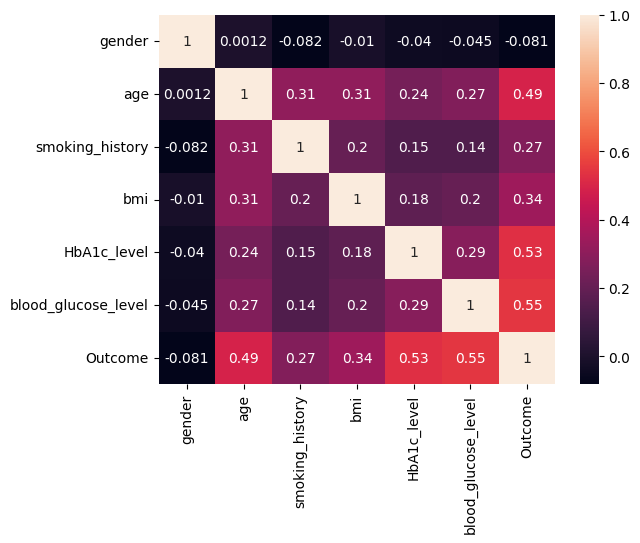 1.0
gender 1 0.0012 -0.082 -0.01 -0.04 -0.045 -0.081
age 0.0012 1 0.31 0.31 0.24 0.27 0.49
0.8
smoking_history -0.082 0.31 1 0.2 0.15 0.14 0.27
0.6
bmi -0.01 0.31 0.2 1 0.18 0.2 0.34
0.4
HbA1c_level -0.04 0.24 0.15 0.18 1 0.29 0.53
0.2
blood_glucose_level -0.045 0.27 0.14 0.2 0.29 1 0.55
Outcome -0.081 0.49 0.27 0.34 0.53 0.55 1
0.0
gender
age
smoking_history
bmi
HbA1c_level
blood_glucose_level
Outcome